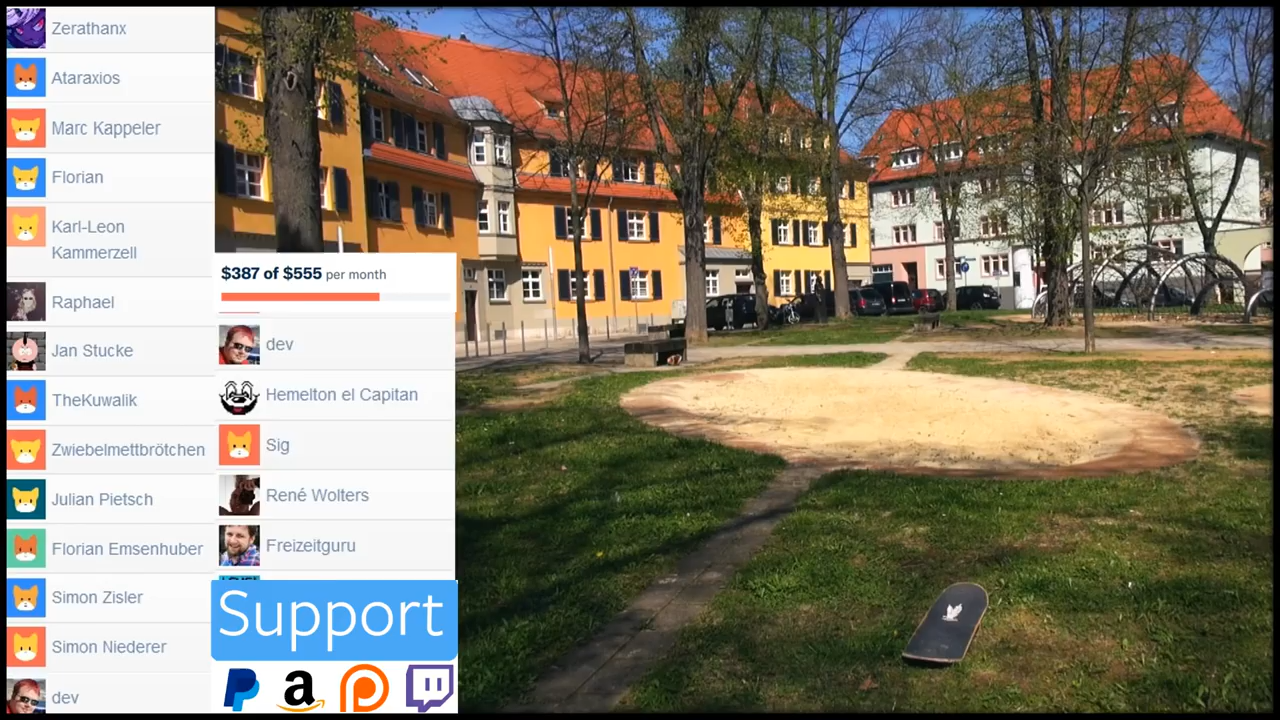 Zerathanx
Ataraxios
Marc Kappeler
Florian
Karl-Leon
Kammerzell
Raphael
Jan Stucke
TheKuwalik
Zwiebelmettbrötchen
Julian Pietsch
Florian Emsenhuber
Simon Zisler
Simon Niederer
dev
$387 of $555 per month
dev
Hemelton el Capitan
Sig
René Wolters
Freizeitguru
Support
a